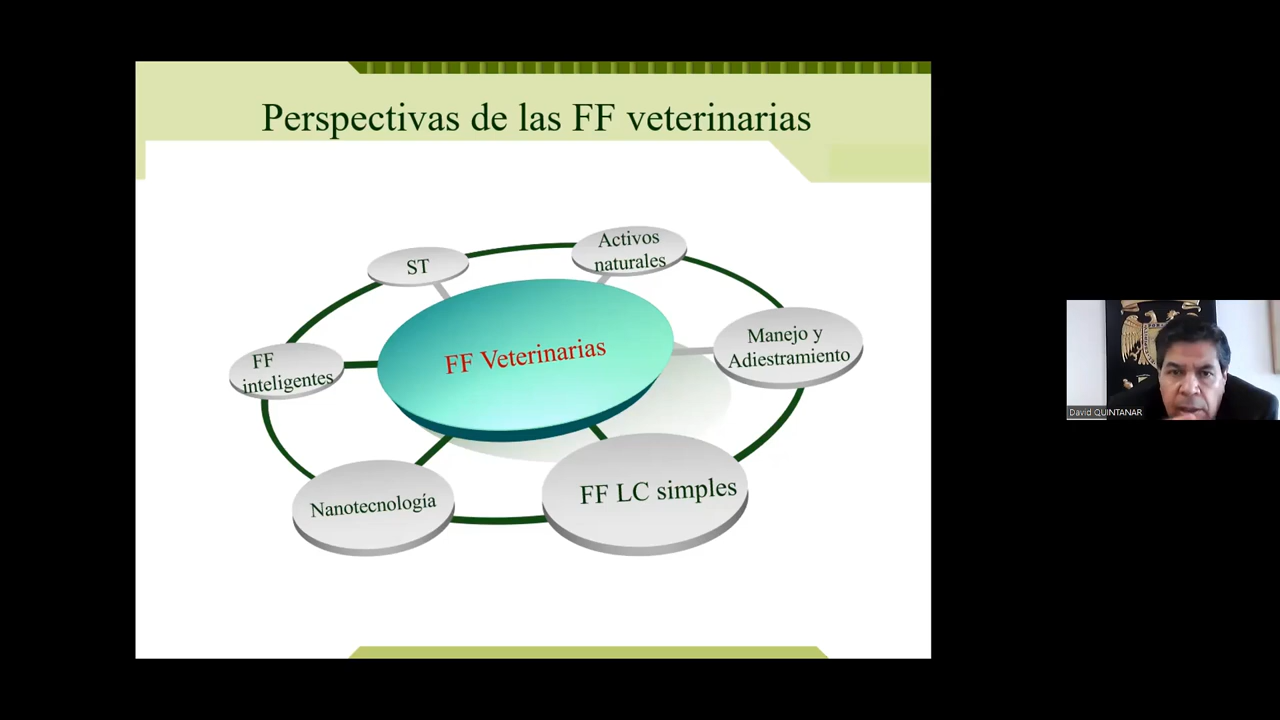 Perspectivas de las FF veterinarias
Activos
naturales
ST
Manejo y
Adiestramiento
FF Veterinarias
FF
inteligentes
FF LC simples
Nanotecnología
David QUINTANAR